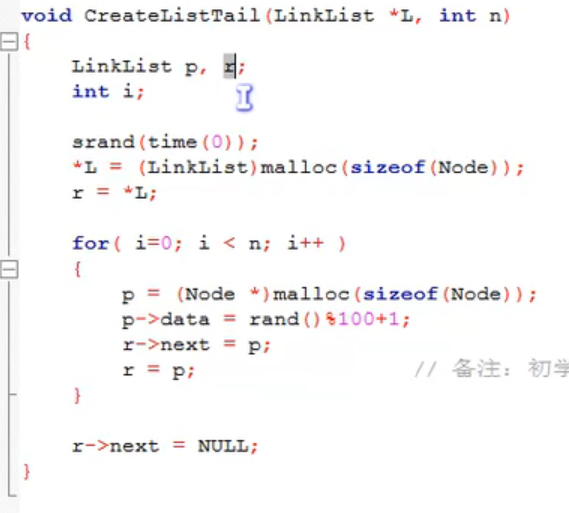 void CreateListTail(LinkList *L, int n)
{
LinkList p, r;
int i;
srand(time(0));
*L = (LinkList)malloc(sizeof(Node));
r = *L;
for( i=0; i < n; i++ )
{
p = (Node *)malloc(sizeof(Node));
p->data = rand()%100+1;
r->next = p;
r = p; // 备注：初学
}
r->next = NULL;
}